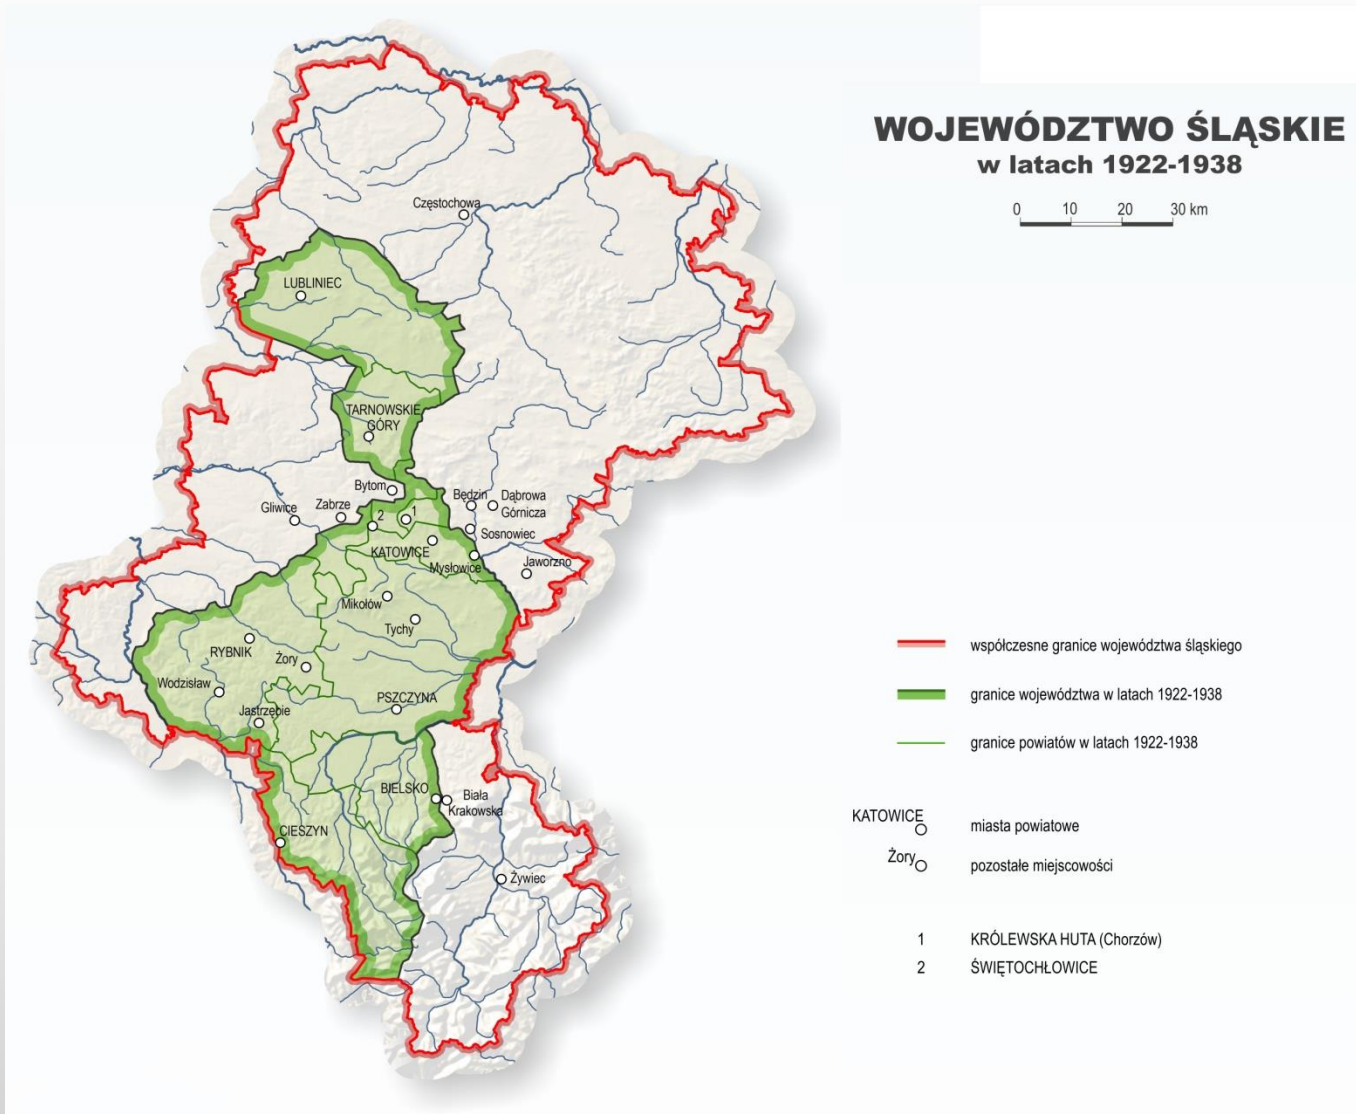 WOJEWÓDZTWO ŚLĄSKIE
w latach 1922-1938
0 10 20 30 km
Częstochowa
LUBLINIEC
TARNOWSKIE
GÓRY
Bytom
Będzin
Dąbrowa
Górnicza
Gliwice
Zabrze
2
1
Sosnowiec
KATOWICE
Mysłowice
Jaworzno
Mikołów
Tychy
RYBNIK
Żory
Wodzisław
Jastrzębie
PSZCZYNA
BIELSKO
Biała
Krakowska
CIESZYN
Żywiec
współczesne granice województwa śląskiego
granice województwa w latach 1922-1938
granice powiatów w latach 1922-1938
KATOWICE miasta powiatowe
Żory pozostałe miejscowości
1 KRÓLEWSKA HUTA (Chorzów)
2 ŚWIĘTOCHŁOWICE